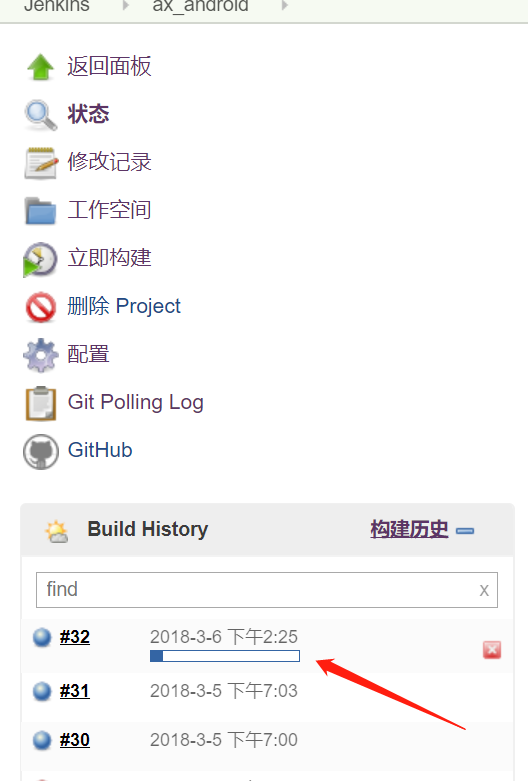 Jenkins ax_android
返回面板
状态
修改记录
工作空间
立即构建
删除 Project
配置
Git Polling Log
GitHub
Build History 构建历史
find x
#32 2018-3-6 下午2:25
#31 2018-3-5 下午7:03
#30 2018-3-5 下午7:00